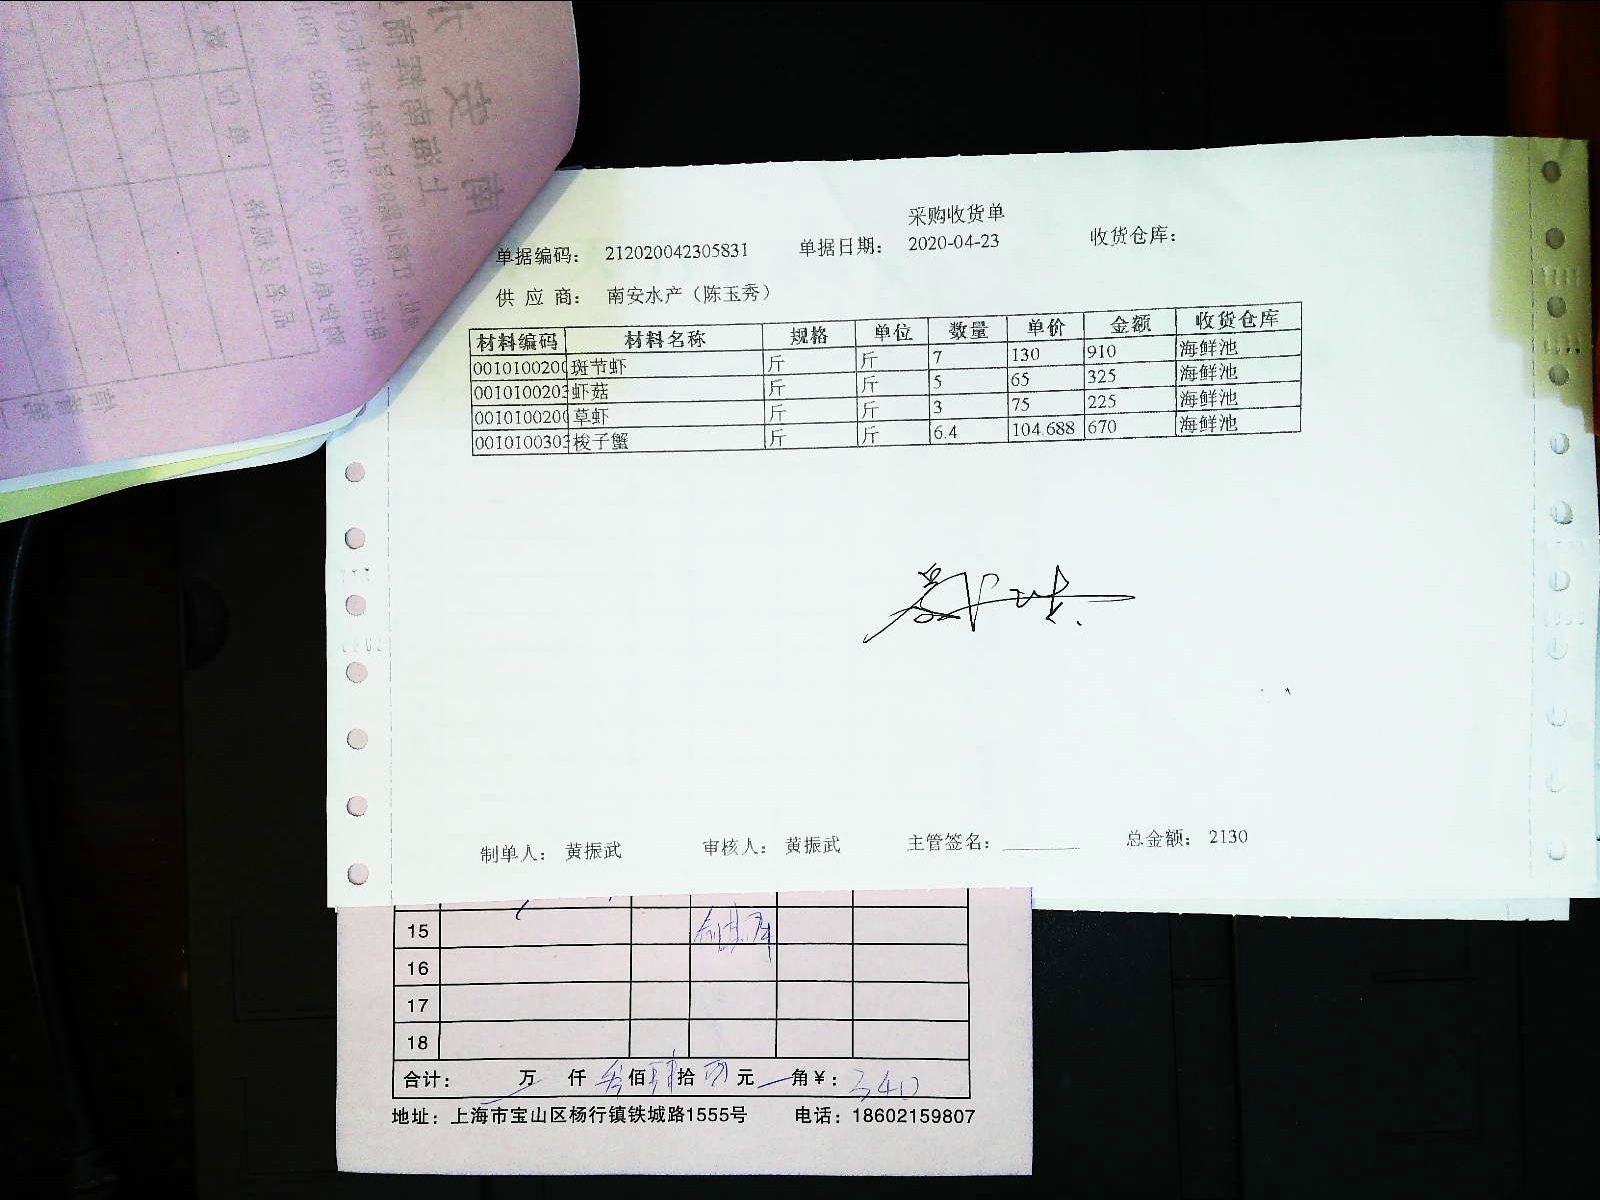 采购收货单
单据编码： 212020042305831 单据日期： 2020-04-23 收货仓库：
供 应 商： 南安水产（陈玉秀）
材料编码 材料名称 规格 单位 数量 单价 金额 收货仓库
0010100200 斑节虾 斤 斤 7 130 910 海鲜池
0010100203 虾菇 斤 斤 5 65 325 海鲜池
0010100200 草虾 斤 斤 3 75 225 海鲜池
0010100303 梭子蟹 斤 斤 6.4 104.688 670 海鲜池
制单人： 黄振武 审核人： 黄振武 主管签名： 总金额： 2130
15
16
17
18
合计： 万 仟 佰 拾 元 角￥： 340
地址：上海市宝山区杨行镇铁城路1555号 电话：18602159807